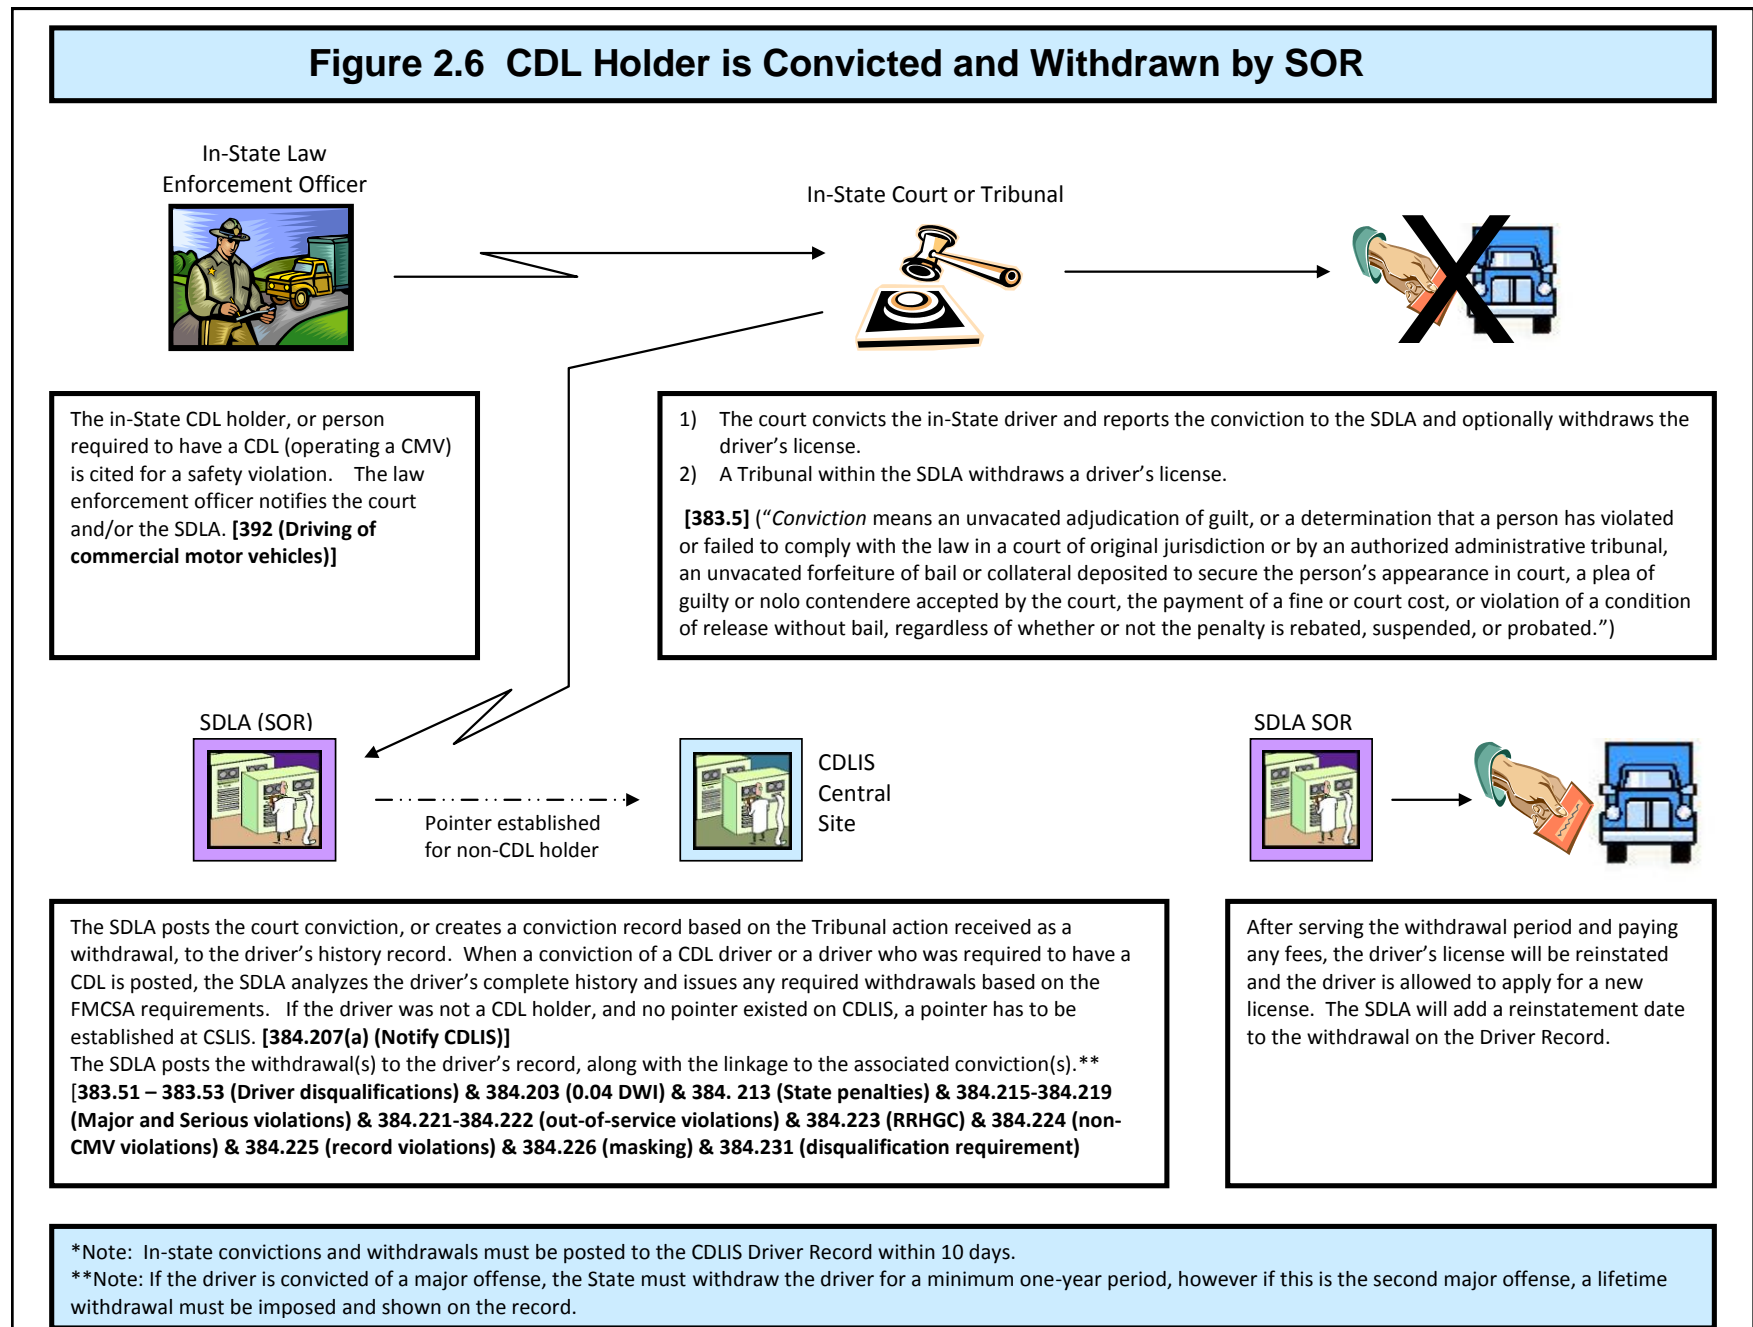 Figure 2.6 CDL Holder is Convicted and Withdrawn by SOR
In-State Law
Enforcement Officer
In-State Court or Tribunal
The in-State CDL holder, or person
required to have a CDL (operating a CMV)
is cited for a safety violation. The law
enforcement officer notifies the court
and/or the SDLA. [392 (Driving of
commercial motor vehicles)]
1) The court convicts the in-State driver and reports the conviction to the SDLA and optionally withdraws the
driver's license.
2) A Tribunal within the SDLA withdraws a driver's license.
[383.5] ("Conviction means an unvacated adjudication of guilt, or a determination that a person has violated
or failed to comply with the law in a court of original jurisdiction or by an authorized administrative tribunal,
an unvacated forfeiture of bail or collateral deposited to secure the person's appearance in court, a plea of
guilty or nolo contendere accepted by the court, the payment of a fine or court cost, or violation of a condition
of release without bail, regardless of whether or not the penalty is rebated, suspended, or probated.")
SDLA (SOR)
Pointer established
for non-CDL holder
CDLIS
Central
Site
SDLA SOR
The SDLA posts the court conviction, or creates a conviction record based on the Tribunal action received as a
withdrawal, to the driver's history record. When a conviction of a CDL driver or a driver who was required to have a
CDL is posted, the SDLA analyzes the driver's complete history and issues any required withdrawals based on the
FMCSA requirements. If the driver was not a CDL holder, and no pointer existed on CDLIS, a pointer has to be
established at CSLIS. [384.207(a) (Notify CDLIS)]
The SDLA posts the withdrawal(s) to the driver's record, along with the linkage to the associated conviction(s).**
[383.51 – 383.53 (Driver disqualifications) & 384.203 (0.04 DWI) & 384. 213 (State penalties) & 384.215-384.219
(Major and Serious violations) & 384.221-384.222 (out-of-service violations) & 384.223 (RRHGC) & 384.224 (non-
CMV violations) & 384.225 (record violations) & 384.226 (masking) & 384.231 (disqualification requirement)
After serving the withdrawal period and paying
any fees, the driver's license will be reinstated
and the driver is allowed to apply for a new
license. The SDLA will add a reinstatement date
to the withdrawal on the Driver Record.
*Note: In-state convictions and withdrawals must be posted to the CDLIS Driver Record within 10 days.
**Note: If the driver is convicted of a major offense, the State must withdraw the driver for a minimum one-year period, however if this is the second major offense, a lifetime
withdrawal must be imposed and shown on the record.